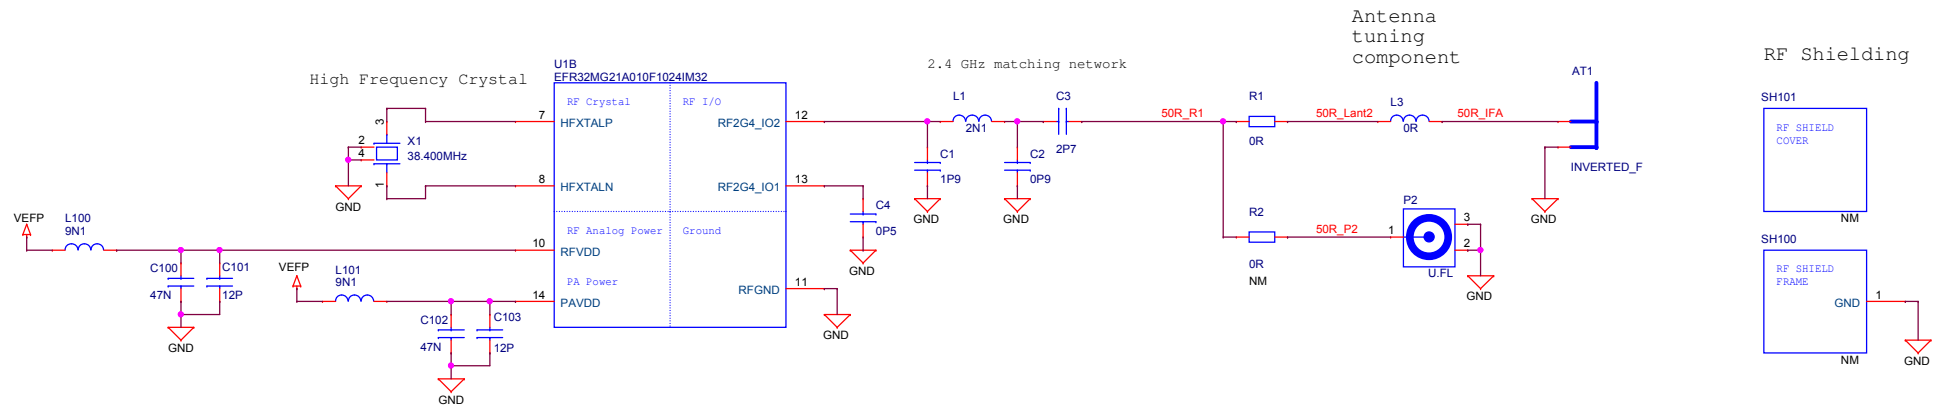 Antenna
tuning
component
RF Shielding
High Frequency Crystal
U1B
EFR32MG21A010F1024IM32
2.4 GHz matching network
AT1
RF Crystal
RF I/O
L1
C3
R1
L3
SH101
3
7
HFXTALP
RF2G4_IO2
12
2N1
2P7
50R_R1
0R
50R_Lant2
0R
50R_IFA
RF SHIELD
COVER
2
4
X1
38.400MHz
C1
1P9
C2
0P9
INVERTED_F
1
8
HFXTALN
RF2G4_IO1
13
GND
GND
GND
C4
0P5
GND
R2
50R_P2
0R
NM
P2
1
3
2
U.FL
GND
GND
NM
VEFP
L100
9N1
RF Analog Power
Ground
10
RFVDD
SH100
RF SHIELD
FRAME
GND
1
C100
47N
C101
12P
GND
VEFP
L101
9N1
PA Power
14
PAVDD
RFGND
11
GND
C102
47N
C103
12P
GND
NM
GND